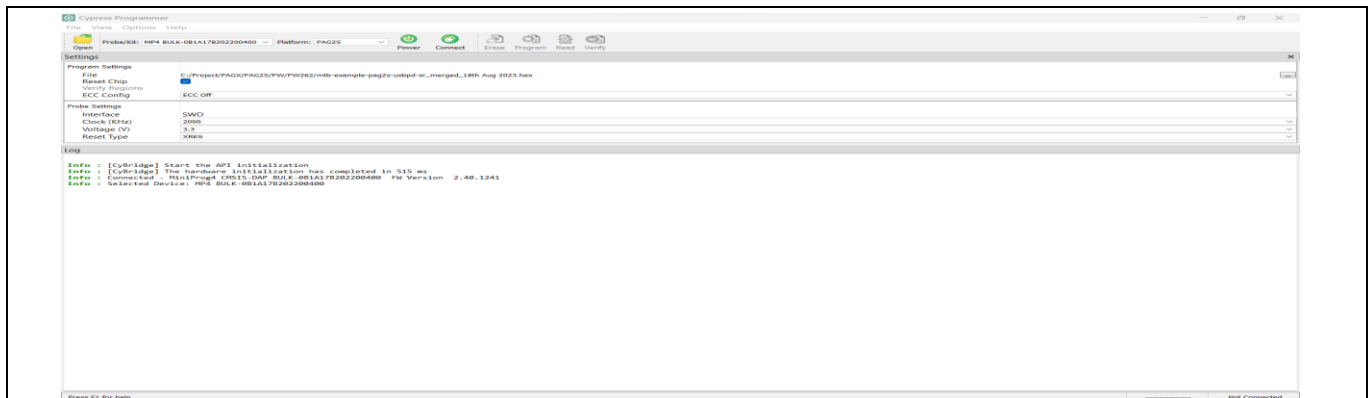 Cypress Programmer
File View Options Help
Open Probe/Kit: MP4 BULK-0B1A17B202200400 Platform: PAG2S Power Connect Erase Program Read Verify
Settings
Program Settings
File C:/Project/PAGX/PAG2S/FW/FW262/mtb-example-pag2s-usbpd-sr_merged_18th Aug 2023.hex
Reset Chip
Verify Regions
ECC Config ECC Off
Probe Settings
Interface SWD
Clock (KHz) 2000
Voltage (V) 3.3
Reset Type XRES
Log
Info : [CyBridge] Start the API initialization
Info : [CyBridge] The hardware initialization has completed in 515 ms
Info : Connected - MiniProg4 CMSIS-DAP BULK-0B1A17B202200400 FW Version 2.40.1241
Info : Selected Device: MP4 BULK-0B1A17B202200400
Press F1 for help Not Connected